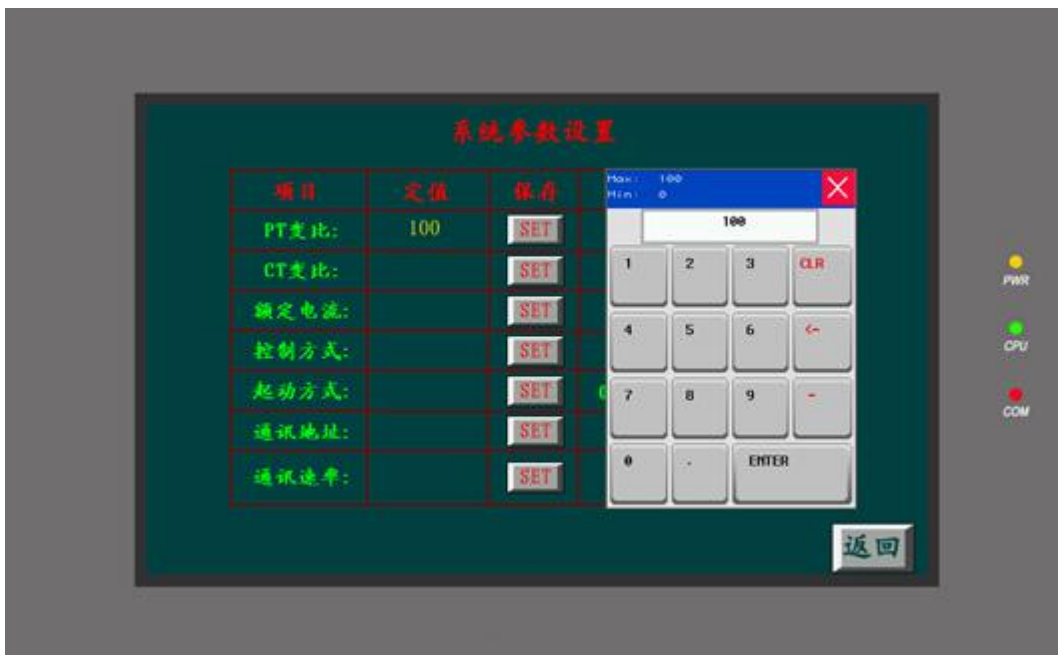 系统参数设置
项目 定值 保存
PT变比: 100 SET
CT变比: SET
额定电流: SET
控制方式: SET
起动方式: SET
通讯地址: SET
通讯速率: SET
Max: 100
Min: 0
100
1 2 3 CLR
4 5 6 <-
7 8 9 -
0 . ENTER
返回
PWR
CPU
COM